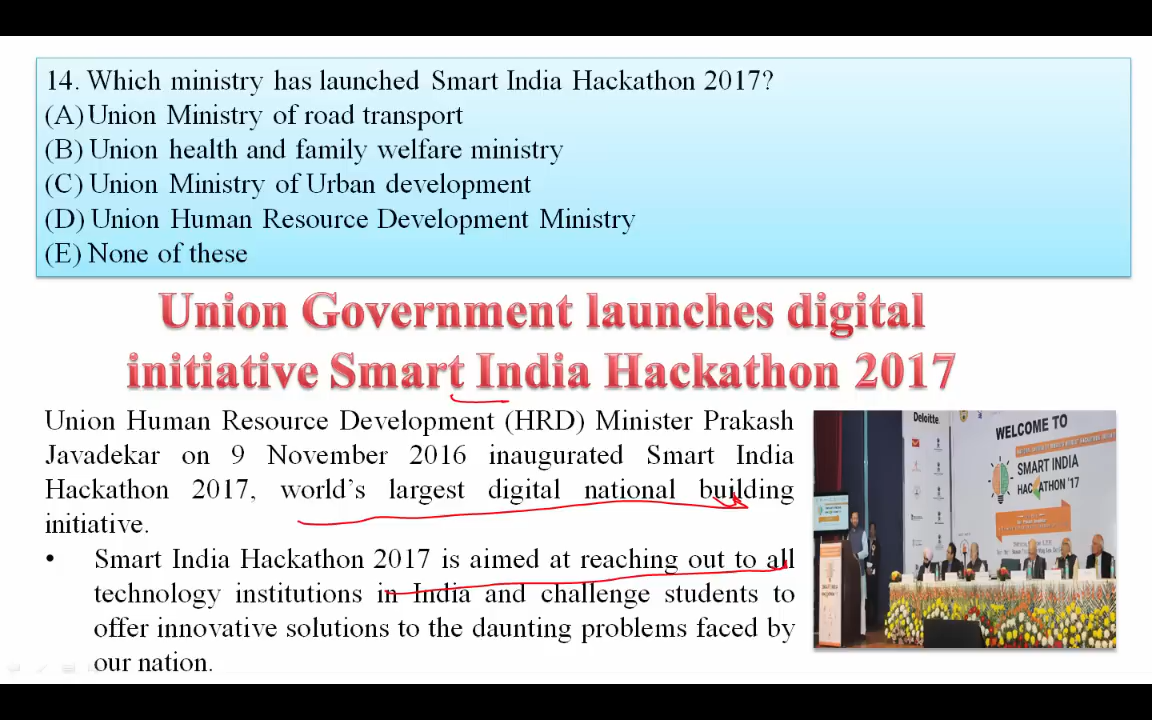 14. Which ministry has launched Smart India Hackathon 2017?
(A) Union Ministry of road transport
(B) Union health and family welfare ministry
(C) Union Ministry of Urban development
(D) Union Human Resource Development Ministry
(E) None of these
Union Government launches digital
initiative Smart India Hackathon 2017
Union Human Resource Development (HRD) Minister Prakash
Javadekar on 9 November 2016 inaugurated Smart India
Hackathon 2017, world's largest digital national building
initiative.
• Smart India Hackathon 2017 is aimed at reaching out to all
technology institutions in India and challenge students to
offer innovative solutions to the daunting problems faced by
our nation.
Deloitte.
WELCOME TO
SMART INDIA
HACKATHON '17